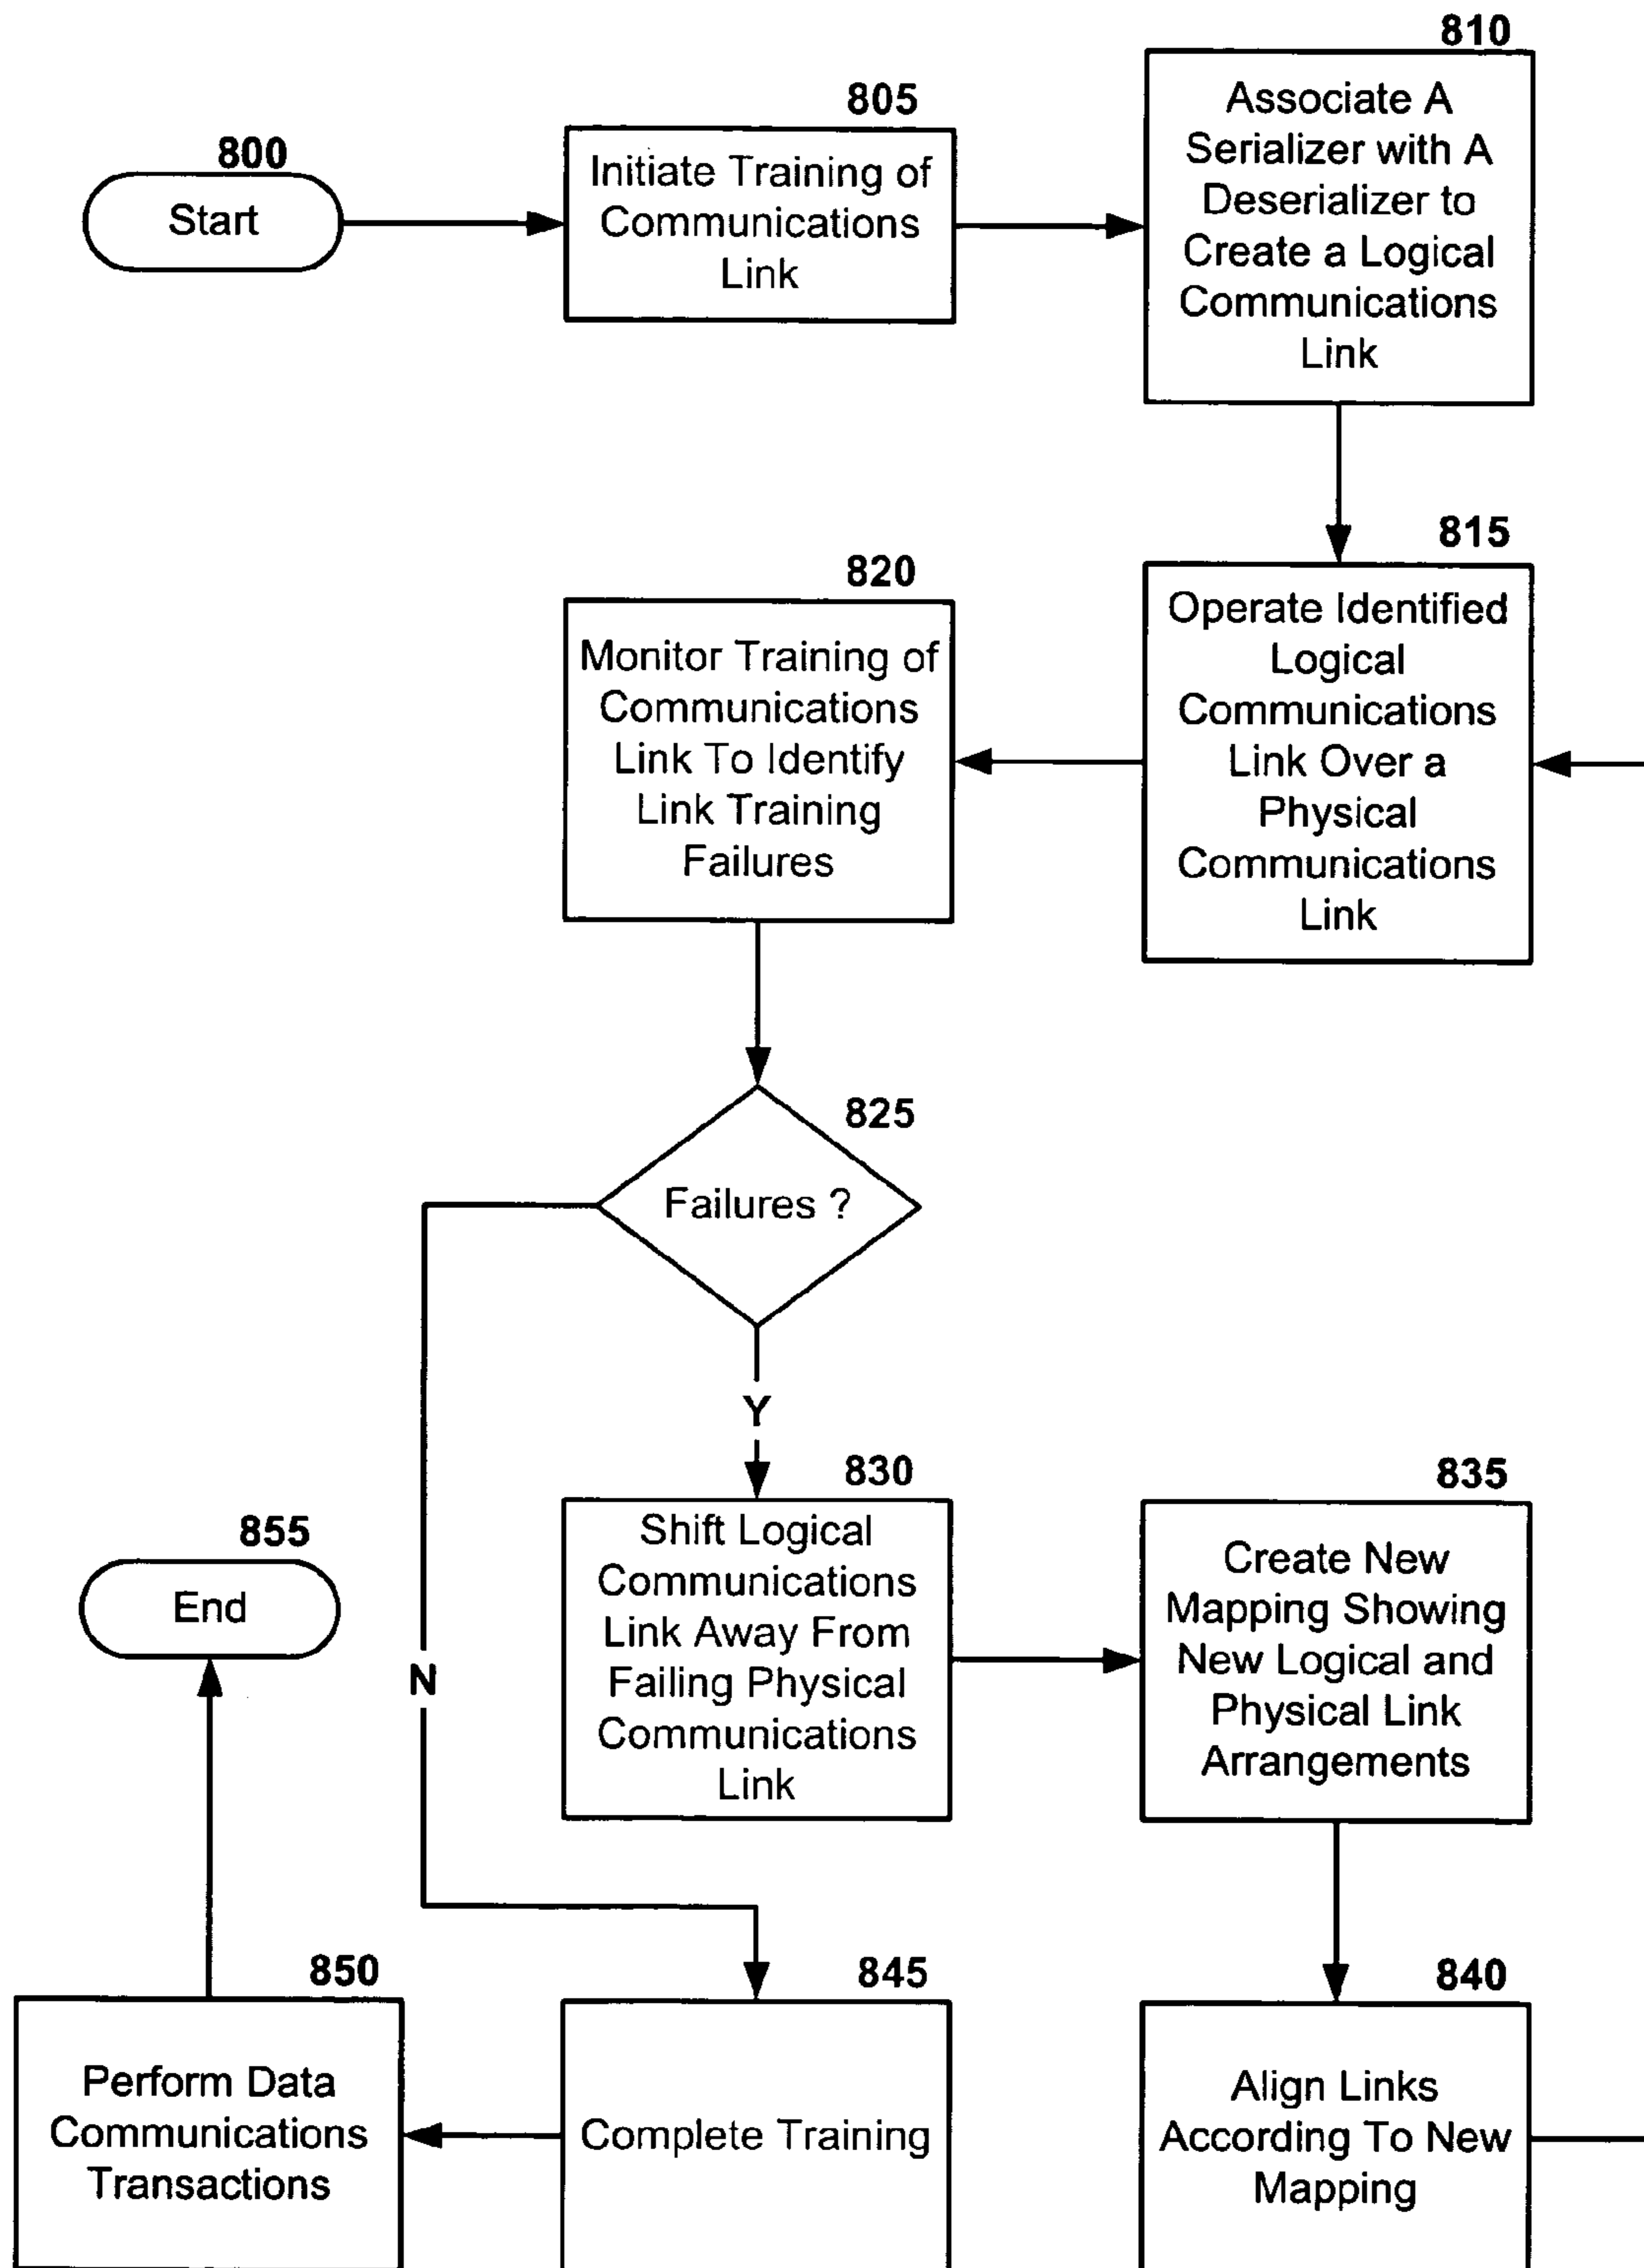 800
Start
805
Initiate Training of
Communications
Link
810
Associate A
Serializer with A
Deserializer to
Create a Logical
Communications
Link
815
Operate Identified
Logical
Communications
Link Over a
Physical
Communications
Link
820
Monitor Training of
Communications
Link To Identify
Link Training
Failures
825
Failures ?
Y
N
830
Shift Logical
Communications
Link Away From
Failing Physical
Communications
Link
835
Create New
Mapping Showing
New Logical and
Physical Link
Arrangements
840
Align Links
According To New
Mapping
845
Complete Training
850
Perform Data
Communications
Transactions
855
End